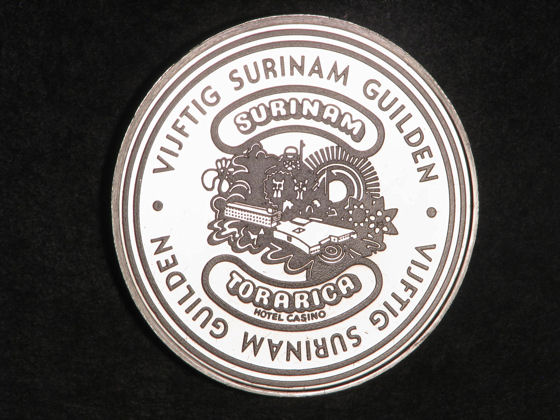 VIJFTIG SURINAM GUILDEN
SURINAM
TORARICA
HOTEL CASINO
VIJFTIG SURINAM GUILDEN